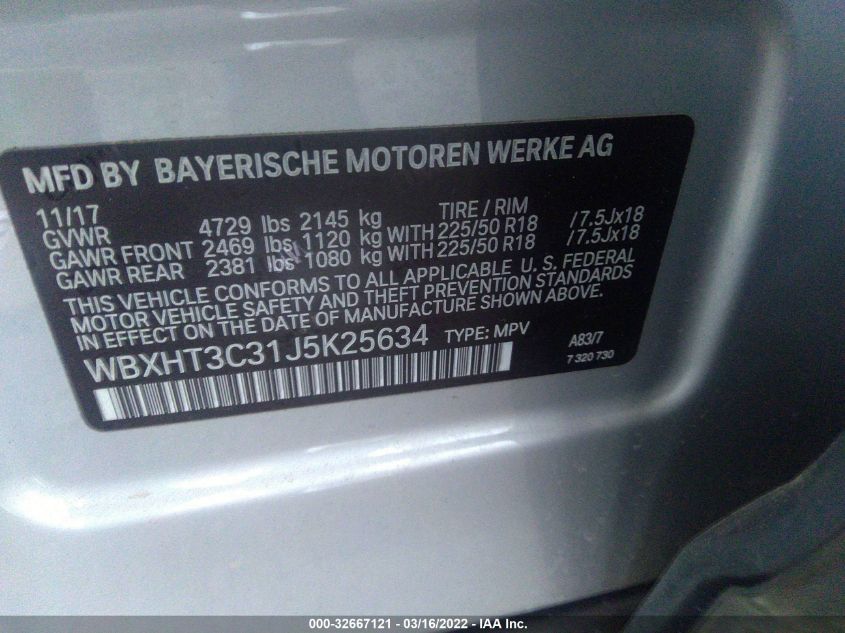 MFD BY BAYERISCHE MOTOREN WERKE AG
11/17 TIRE / RIM
GVWR 4729 lbs 2145 kg
GAWR FRONT 2469 lbs 1120 kg WITH 225/50 R18 /7.5Jx18
GAWR REAR 2381 lbs 1080 kg WITH 225/50 R18 /7.5Jx18
THIS VEHICLE CONFORMS TO ALL APPLICABLE U. S. FEDERAL
MOTOR VEHICLE SAFETY AND THEFT PREVENTION STANDARDS
IN EFFECT ON THE DATE OF MANUFACTURE SHOWN ABOVE.
WBXHT3C31J5K25634 TYPE: MPV A83/7
7 320 730
000-32667121 - 03/16/2022 - IAA Inc.